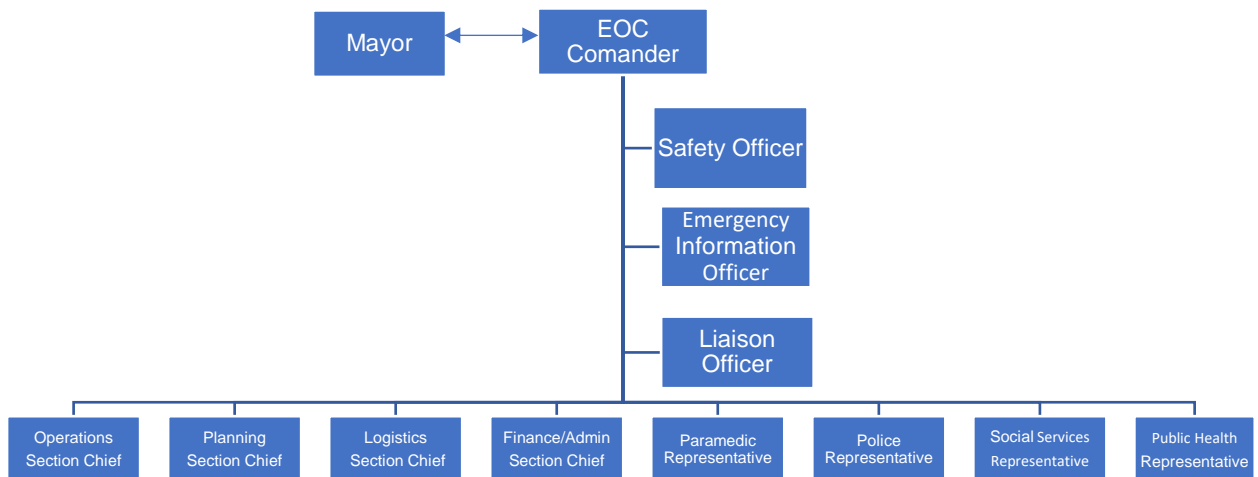 Mayor
EOC
Comander
Safety Officer
Emergency
Information
Officer
Liaison
Officer
Operations
Section Chief
Planning
Section Chief
Logistics
Section Chief
Finance/Admin
Section Chief
Paramedic
Representative
Police
Representative
Social Services
Representative
Public Health
Representative